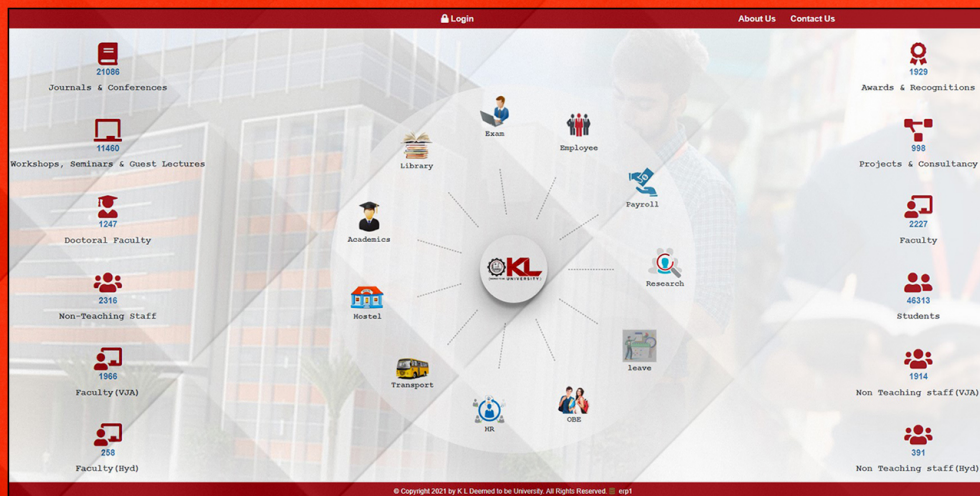 Login
About Us
Contact Us
21086
Journals & Conferences
11460
Workshops, Seminars & Guest Lectures
1247
Doctoral Faculty
2316
Non-Teaching Staff
1966
Faculty(VJA)
258
Faculty(Hyd)
Exam
Employee
Library
Payroll
Academics
Research
KL
UNIVERSITY
Hostel
leave
Transport
OBE
HR
1929
Awards & Recognitions
998
Projects & Consultancy
2227
Faculty
46313
Students
1914
Non Teaching staff(VJA)
391
Non Teaching staff(Hyd)
© Copyright 2021 by K L Deemed to be University. All Rights Reserved. erp1